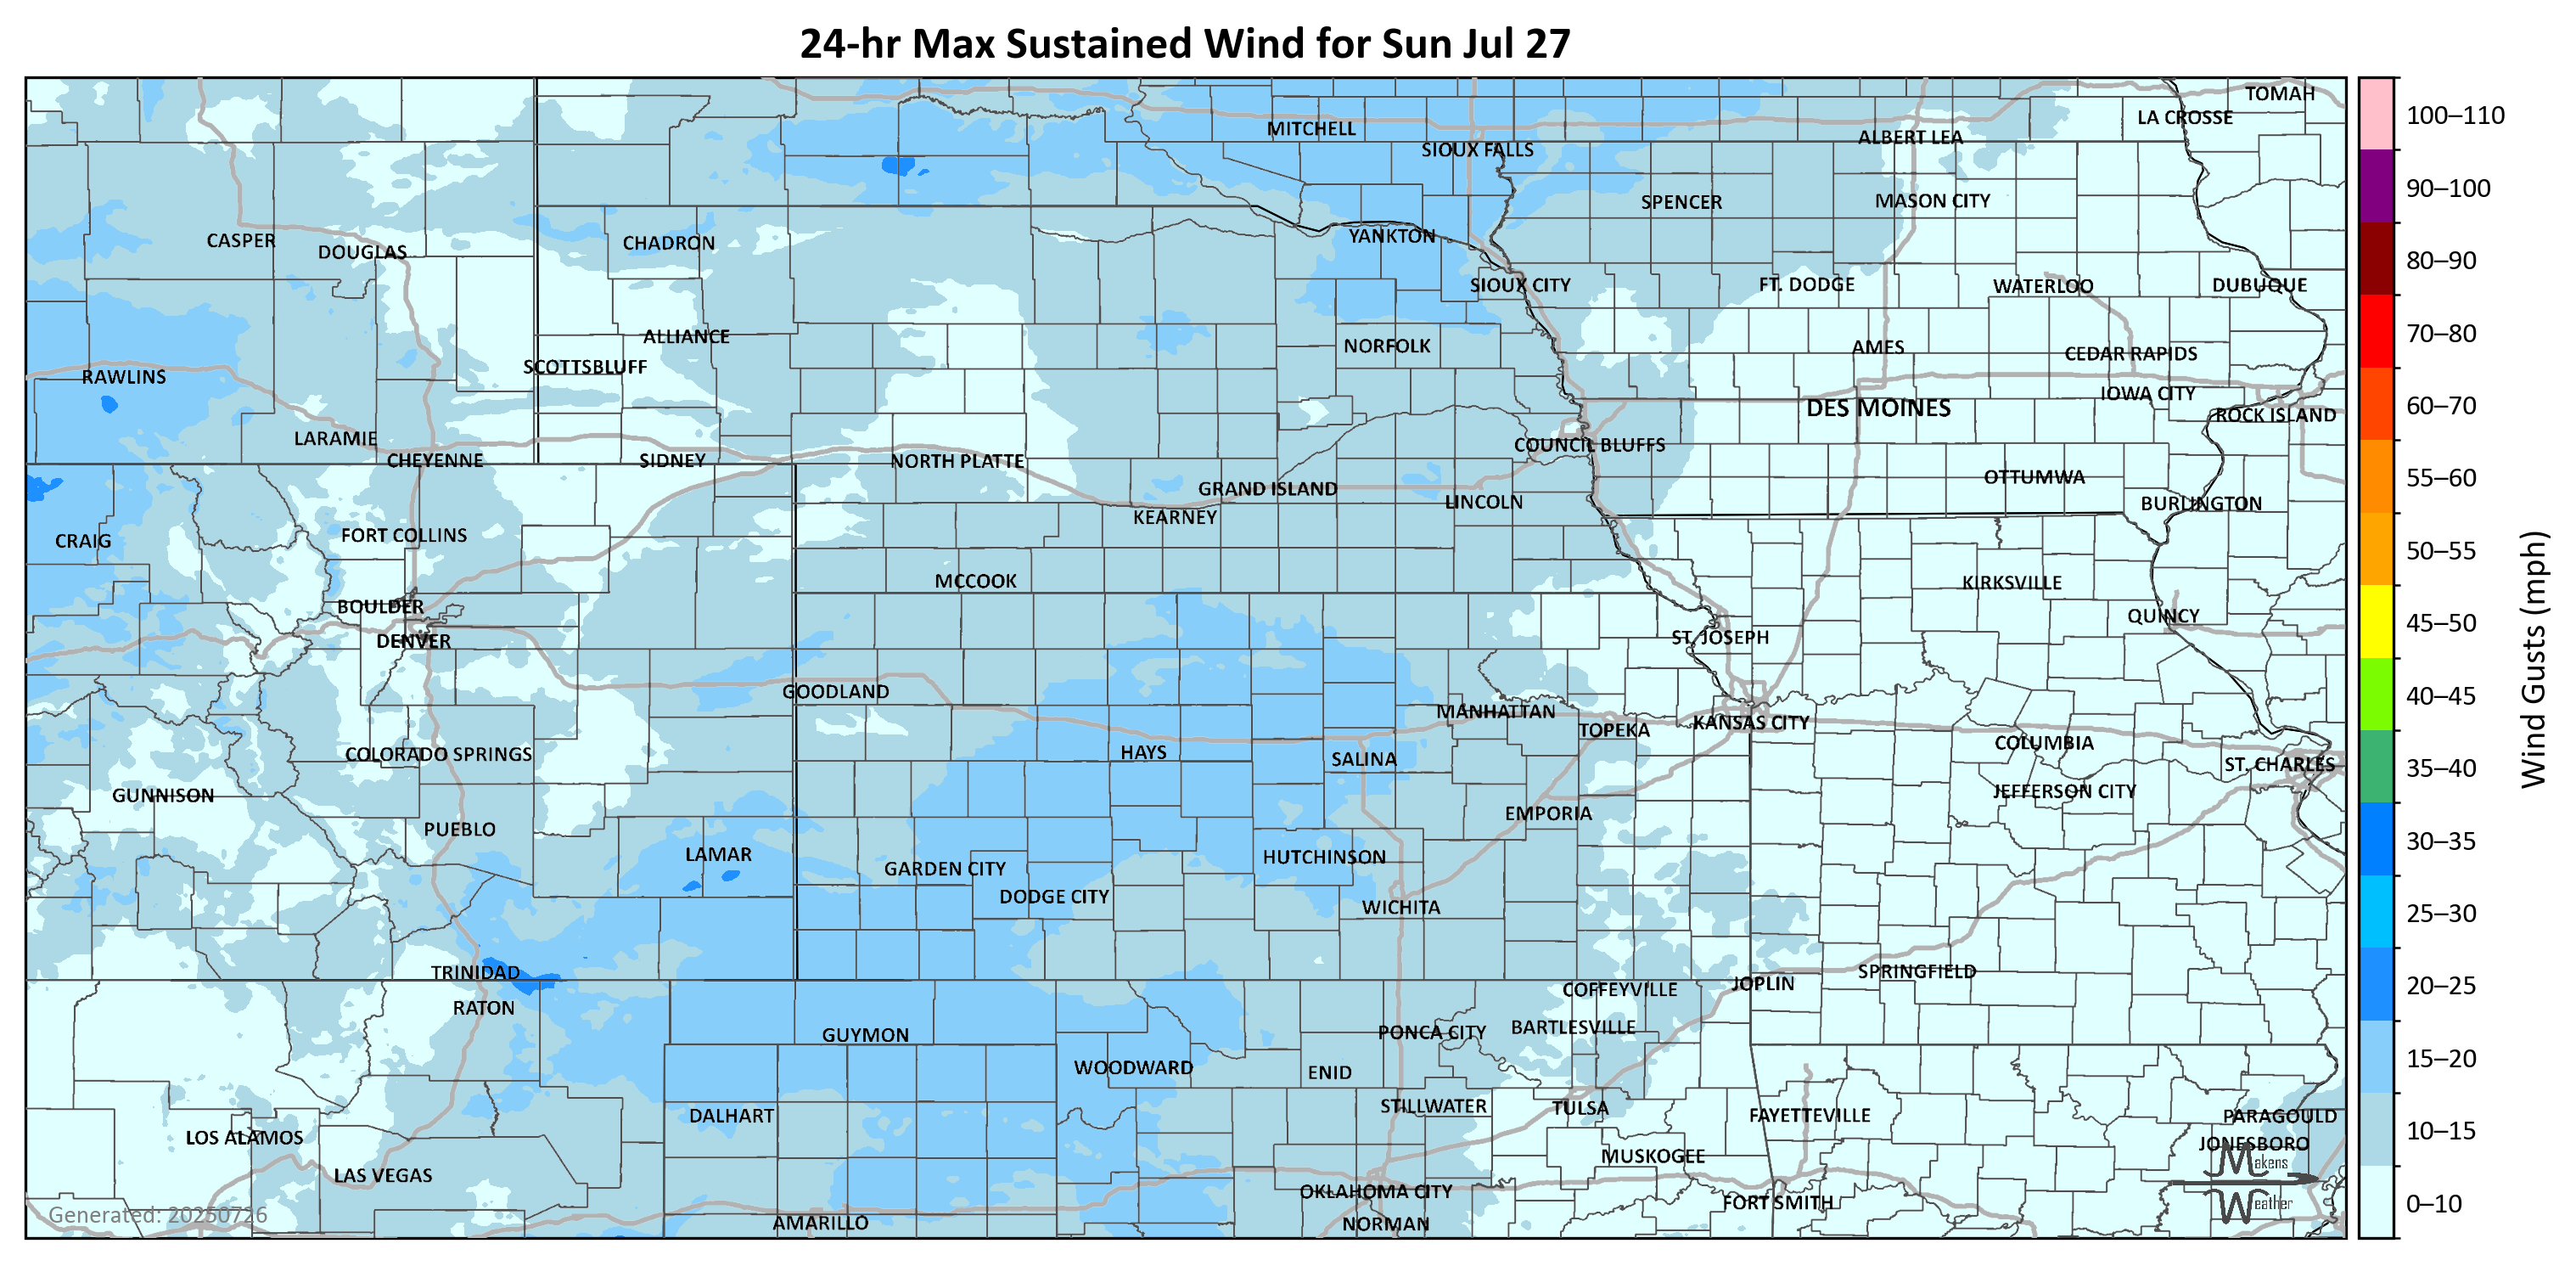 24-hr Max Sustained Wind for Sun Jul 27
TOMAH
LA CROSSE
MITCHELL
ALBERT LEA
SIOUX FALLS
SPENCER
MASON CITY
CASPER
DOUGLAS
CHADRON
YANKTON
SIOUX CITY
FT. DODGE
WATERLOO
DUBUQUE
ALLIANCE
NORFOLK
AMES
CEDAR RAPIDS
SCOTTSBLUFF
RAWLINS
IOWA CITY
DES MOINES
ROCK ISLAND
LARAMIE
COUNCIL BLUFFS
CHEYENNE
SIDNEY
NORTH PLATTE
OTTUMWA
GRAND ISLAND
LINCOLN
BURLINGTON
KEARNEY
FORT COLLINS
CRAIG
MCCOOK
KIRKSVILLE
BOULDER
QUINCY
DENVER
ST. JOSEPH
GOODLAND
MANHATTAN
TOPEKA
KANSAS CITY
COLUMBIA
COLORADO SPRINGS
HAYS
SALINA
ST. CHARLES
GUNNISON
JEFFERSON CITY
EMPORIA
PUEBLO
LAMAR
HUTCHINSON
GARDEN CITY
DODGE CITY
WICHITA
TRINIDAD
SPRINGFIELD
JOPLIN
COFFEYVILLE
RATON
GUYMON
PONCA CITY
BARTLESVILLE
WOODWARD
ENID
STILLWATER
TULSA
DALHART
FAYETTEVILLE
PARAGOULD
LOS ALAMOS
JONESBORO
MUSKOGEE
LAS VEGAS
OKLAHOMA CITY
FORT SMITH
AMARILLO
NORMAN
Generated: 20250726
Makens
Weather
100–110
90–100
80–90
70–80
60–70
55–60
50–55
45–50
40–45
35–40
30–35
25–30
20–25
15–20
10–15
0–10
Wind Gusts (mph)